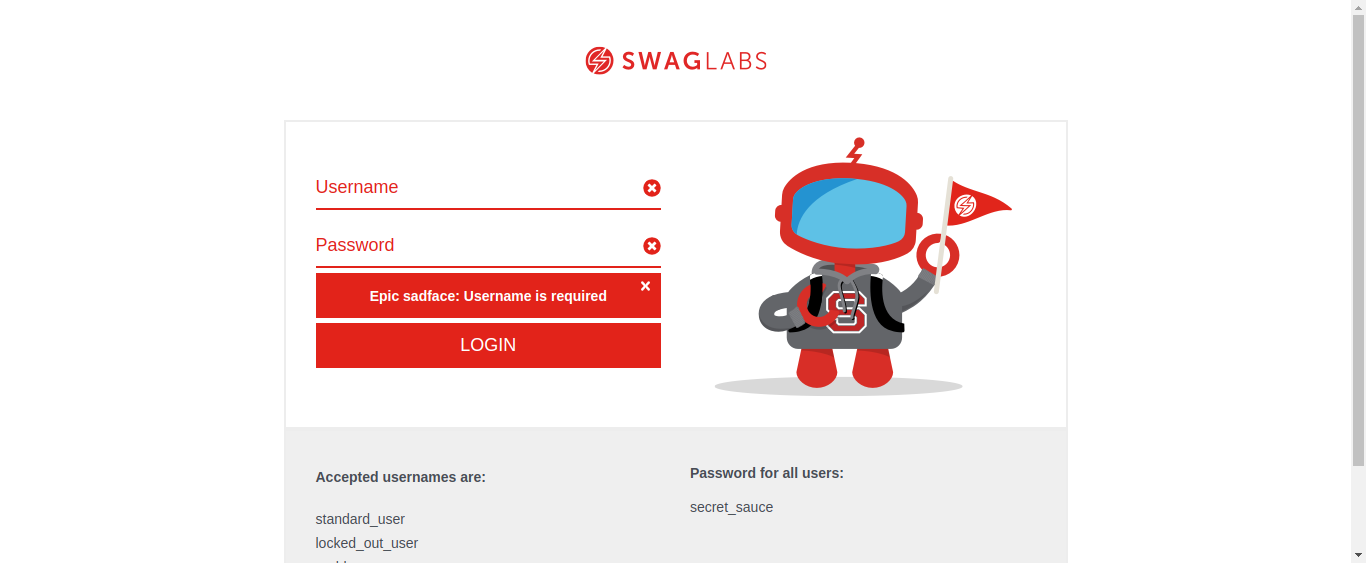 SWAGLABS
Username
Password
Epic sadface: Username is required
LOGIN
Accepted usernames are:
standard_user
locked_out_user
Password for all users:
secret_sauce